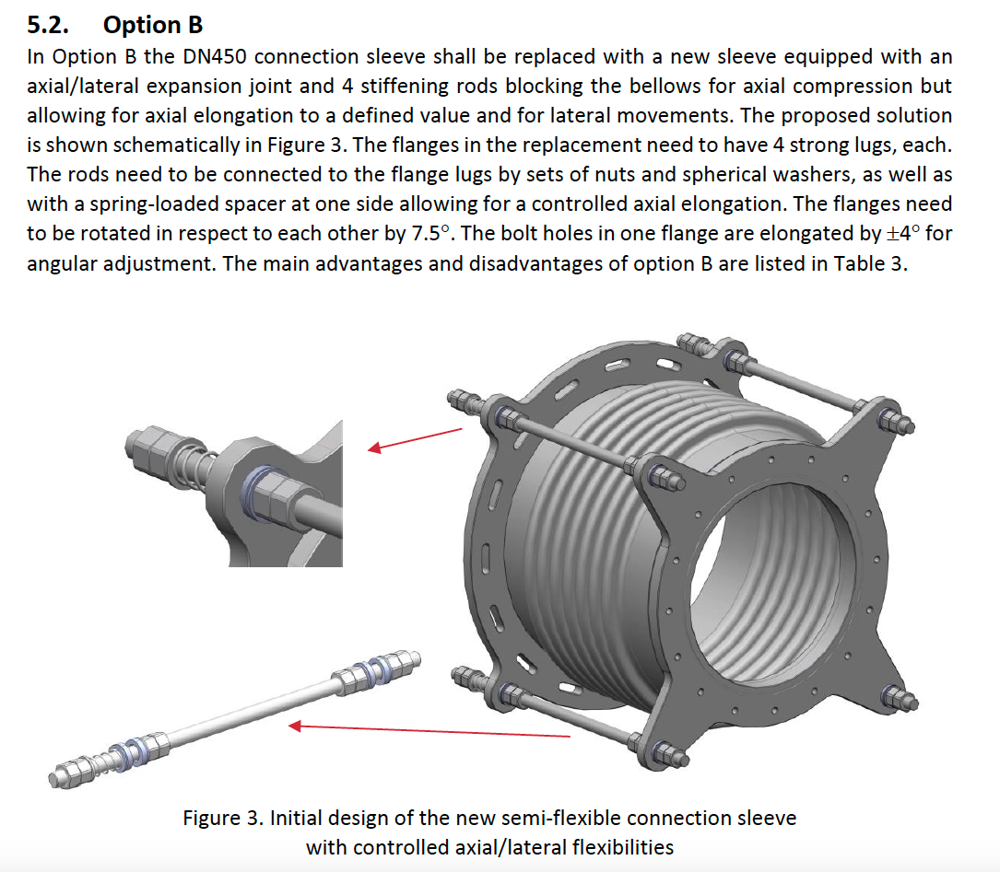 5.2. Option B
In Option B the DN450 connection sleeve shall be replaced with a new sleeve equipped with an
axial/lateral expansion joint and 4 stiffening rods blocking the bellows for axial compression but
allowing for axial elongation to a defined value and for lateral movements. The proposed solution
is shown schematically in Figure 3. The flanges in the replacement need to have 4 strong lugs, each.
The rods need to be connected to the flange lugs by sets of nuts and spherical washers, as well as
with a spring-loaded spacer at one side allowing for a controlled axial elongation. The flanges need
to be rotated in respect to each other by 7.5°. The bolt holes in one flange are elongated by ±4° for
angular adjustment. The main advantages and disadvantages of option B are listed in Table 3.
Figure 3. Initial design of the new semi-flexible connection sleeve
with controlled axial/lateral flexibilities